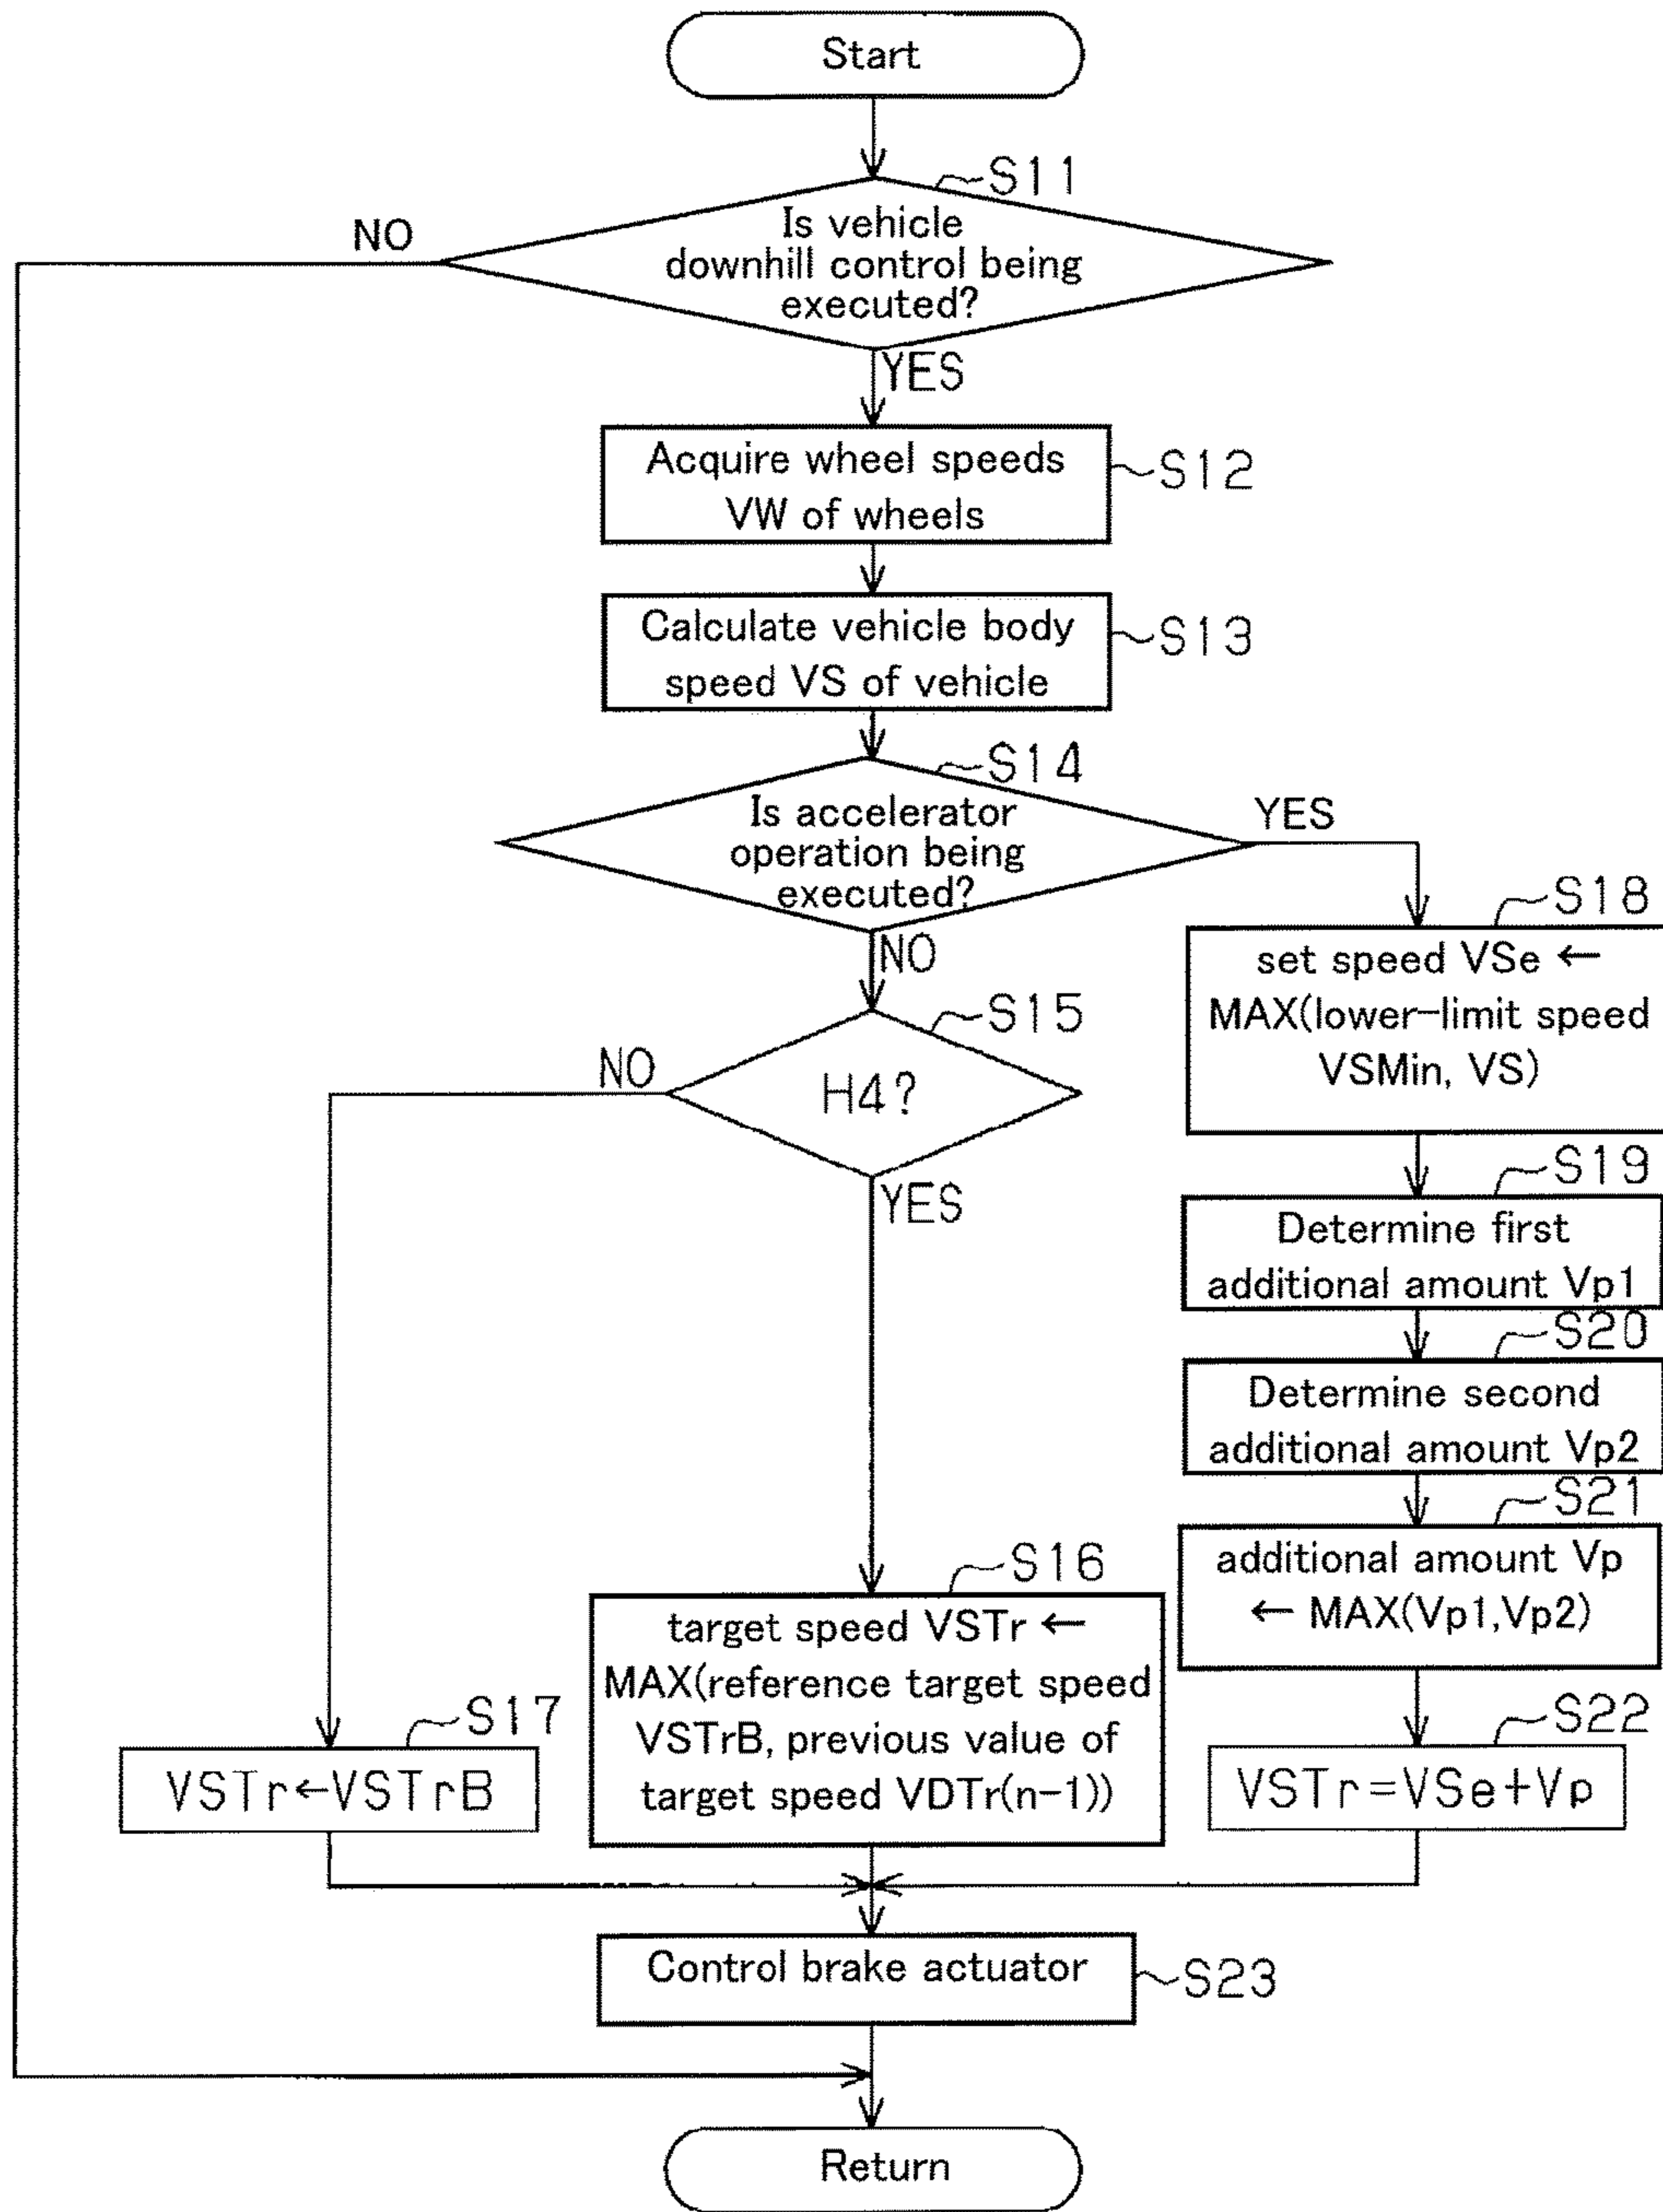 Start
S11
Is vehicle
downhill control being
executed?
NO
YES
Acquire wheel speeds
VW of wheels
S12
Calculate vehicle body
speed VS of vehicle
S13
S14
Is accelerator
operation being
executed?
YES
NO
S18
set speed VSe ←
MAX(lower-limit speed
VSMin, VS)
S15
H4?
NO
YES
S19
Determine first
additional amount Vp1
S20
Determine second
additional amount Vp2
S21
additional amount Vp
← MAX(Vp1,Vp2)
S16
target speed VSTr ←
MAX(reference target speed
VSTrB, previous value of
target speed VDTr(n-1))
S17
VSTr←VSTrB
S22
VSTr=VSe+Vp
Control brake actuator
S23
Return